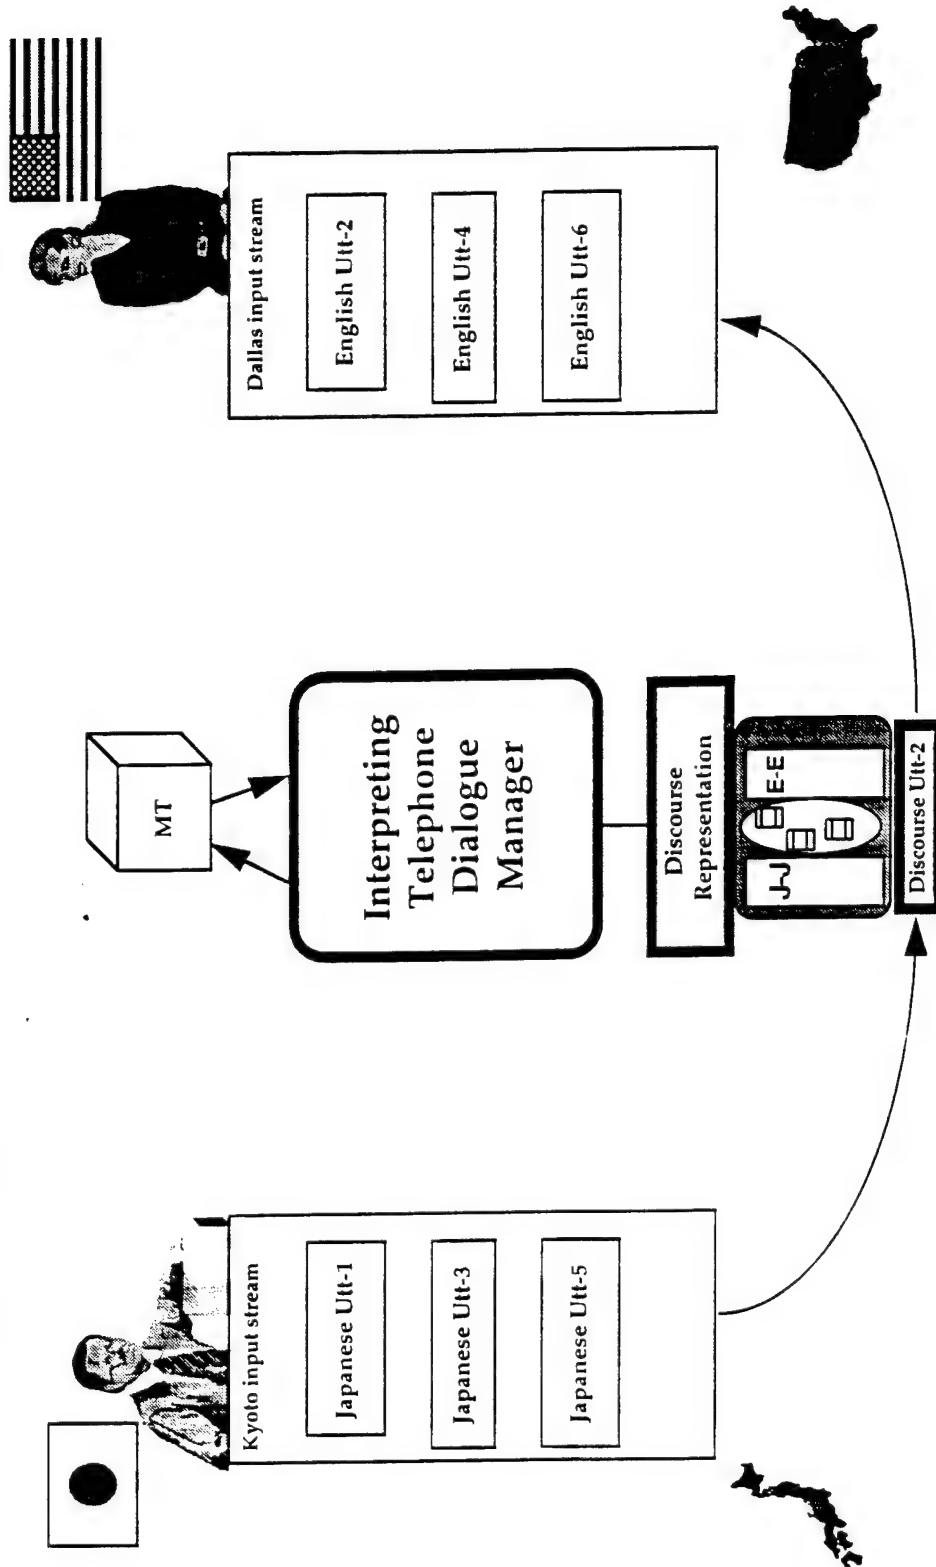 MT
Kyoto input stream
Japanese Utt-1
Japanese Utt-3
Japanese Utt-5
Interpreting
Telephone
Dialogue
Manager
Discourse
Representation
J-J
E-E
Discourse Utt-2
Dallas input stream
English Utt-2
English Utt-4
English Utt-6